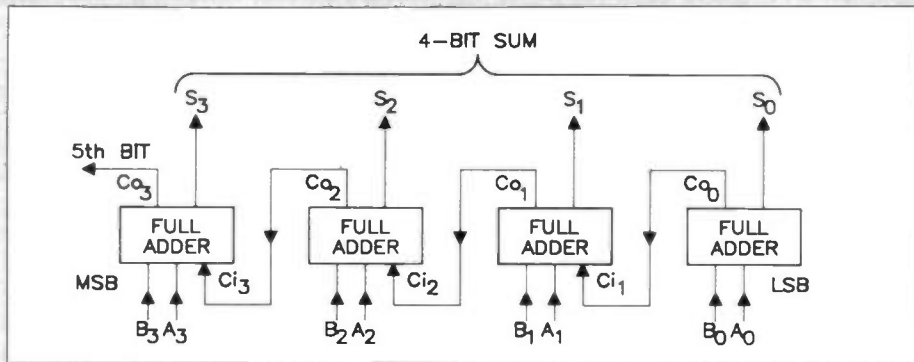 4-BIT SUM
S3 S2 S1 S0
5th BIT
Co3 Co2 Co1 Co0
FULL ADDER FULL ADDER FULL ADDER FULL ADDER
MSB Ci3 Ci2 Ci1 LSB
B3 A3 B2 A2 B1 A1 B0 A0